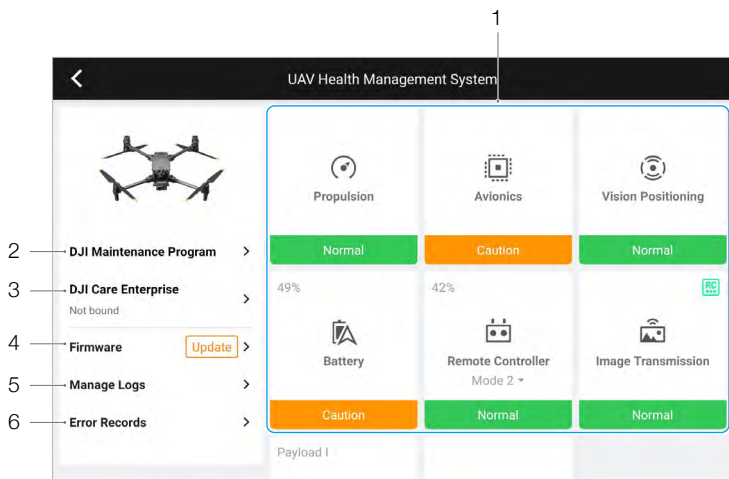 1
UAV Health Management System
Propulsion
Avionics
Vision Positioning
Normal
Caution
Normal
2
DJI Maintenance Program
3
DJI Care Enterprise
Not bound
4
Firmware
Update
5
Manage Logs
6
Error Records
49%
42%
RC
Battery
Remote Controller
Mode 2
Image Transmission
Caution
Normal
Normal
Payload I